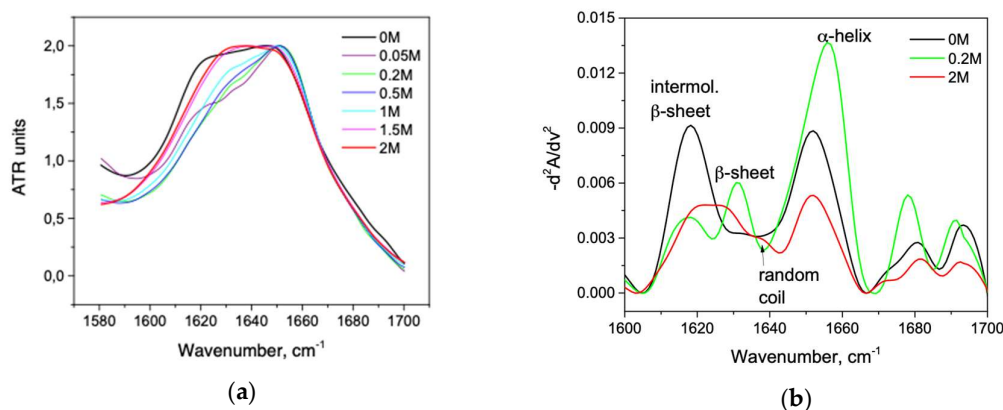 2,0
1,5
1,0
0,5
0,0
ATR units
0M
0.05M
0.2M
0.5M
1M
1.5M
2M
1580 1600 1620 1640 1660 1680 1700
Wavenumber, cm⁻¹
(a)
0.015
0.012
0.009
0.006
0.003
0.000
-d²A/dv²
α-helix
intermol.
β-sheet
β-sheet
random
coil
0M
0.2M
2M
1600 1620 1640 1660 1680 1700
Wavenumber, cm⁻¹
(b)